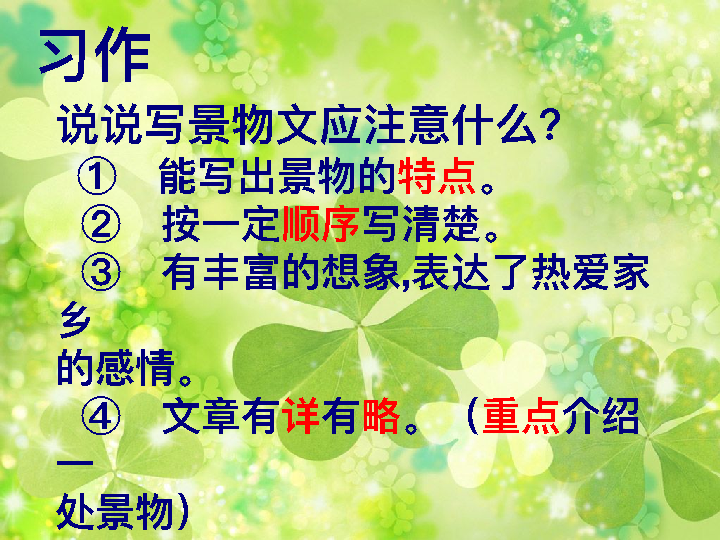 习作
说说写景物文应注意什么?
① 能写出景物的特点。
② 按一定顺序写清楚。
③ 有丰富的想象,表达了热爱家
乡
的感情。
④ 文章有详有略。（重点介绍
一
处景物）